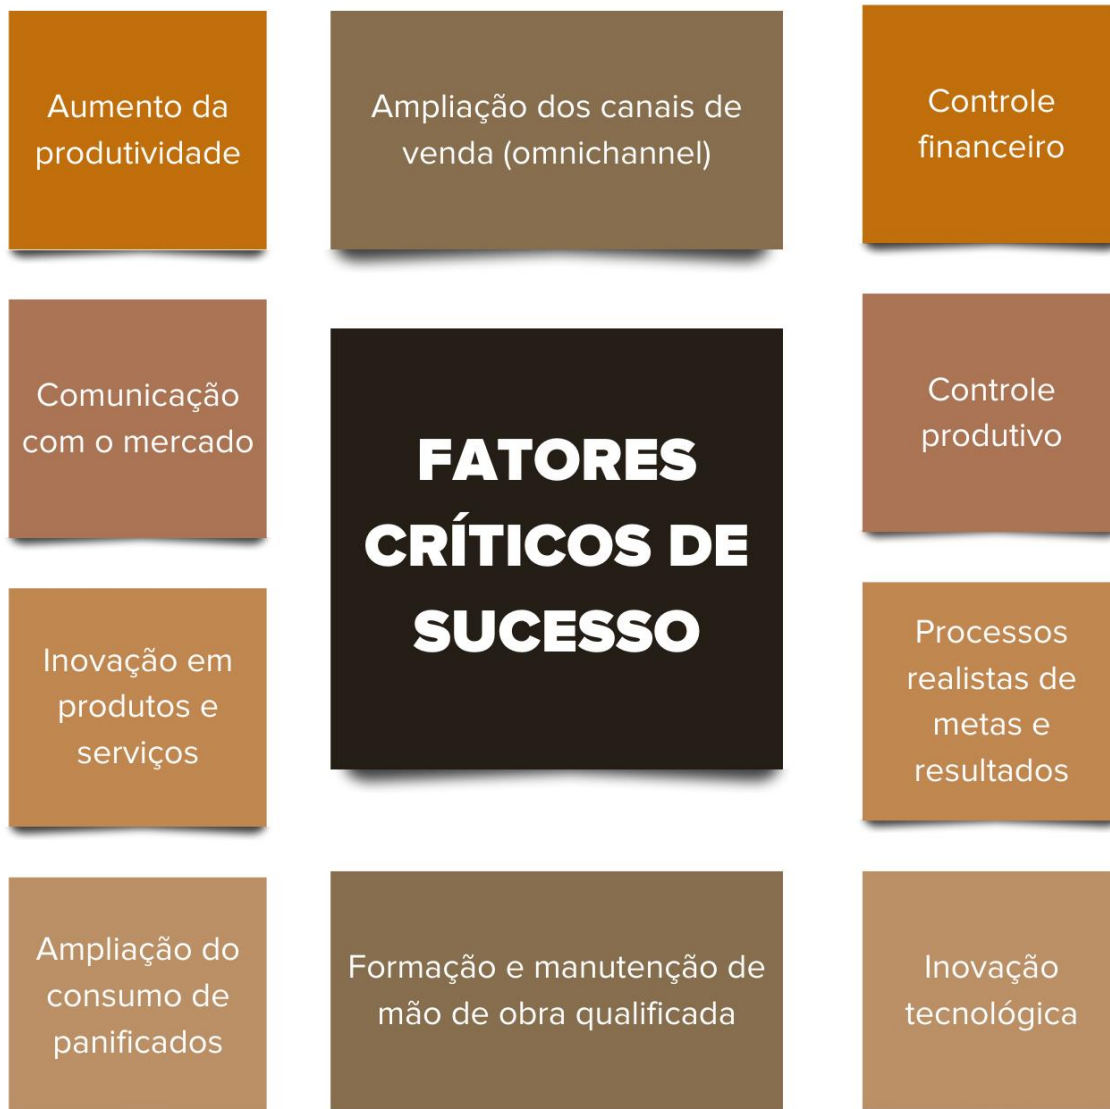 Aumento da
produtividade
Ampliação dos canais de
venda (omnichannel)
Controle
financeiro
Comunicação
com o mercado
FATORES
CRÍTICOS DE
SUCESSO
Controle
produtivo
Inovação em
produtos e
serviços
Processos
realistas de
metas e
resultados
Ampliação do
consumo de
panificados
Formação e manutenção de
mão de obra qualificada
Inovação
tecnológica